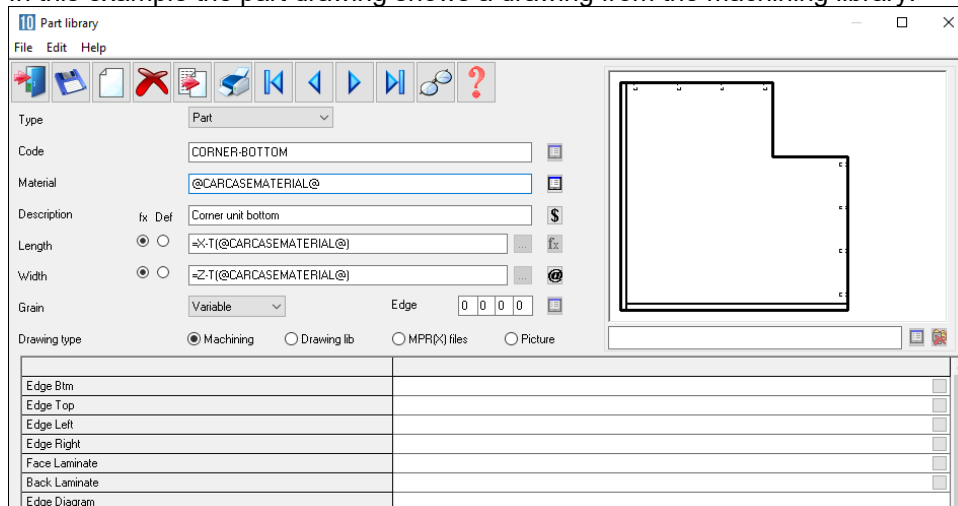 In this example the part drawing shows a drawing from the machining library.
10 Part library
File Edit Help
?
Type Part
Code CORNER-BOTTOM
Material @CARCASEMATERIAL@
Description fx Def Corner unit bottom $
Length =X-T(@CARCASEMATERIAL@) ... fx
Width =Z-T(@CARCASEMATERIAL@) ... @
Grain Variable Edge 0 0 0 0
Drawing type Machining Drawing lib MPR(X) files Picture
Edge Btm
Edge Top
Edge Left
Edge Right
Face Laminate
Back Laminate
Edge Diagram